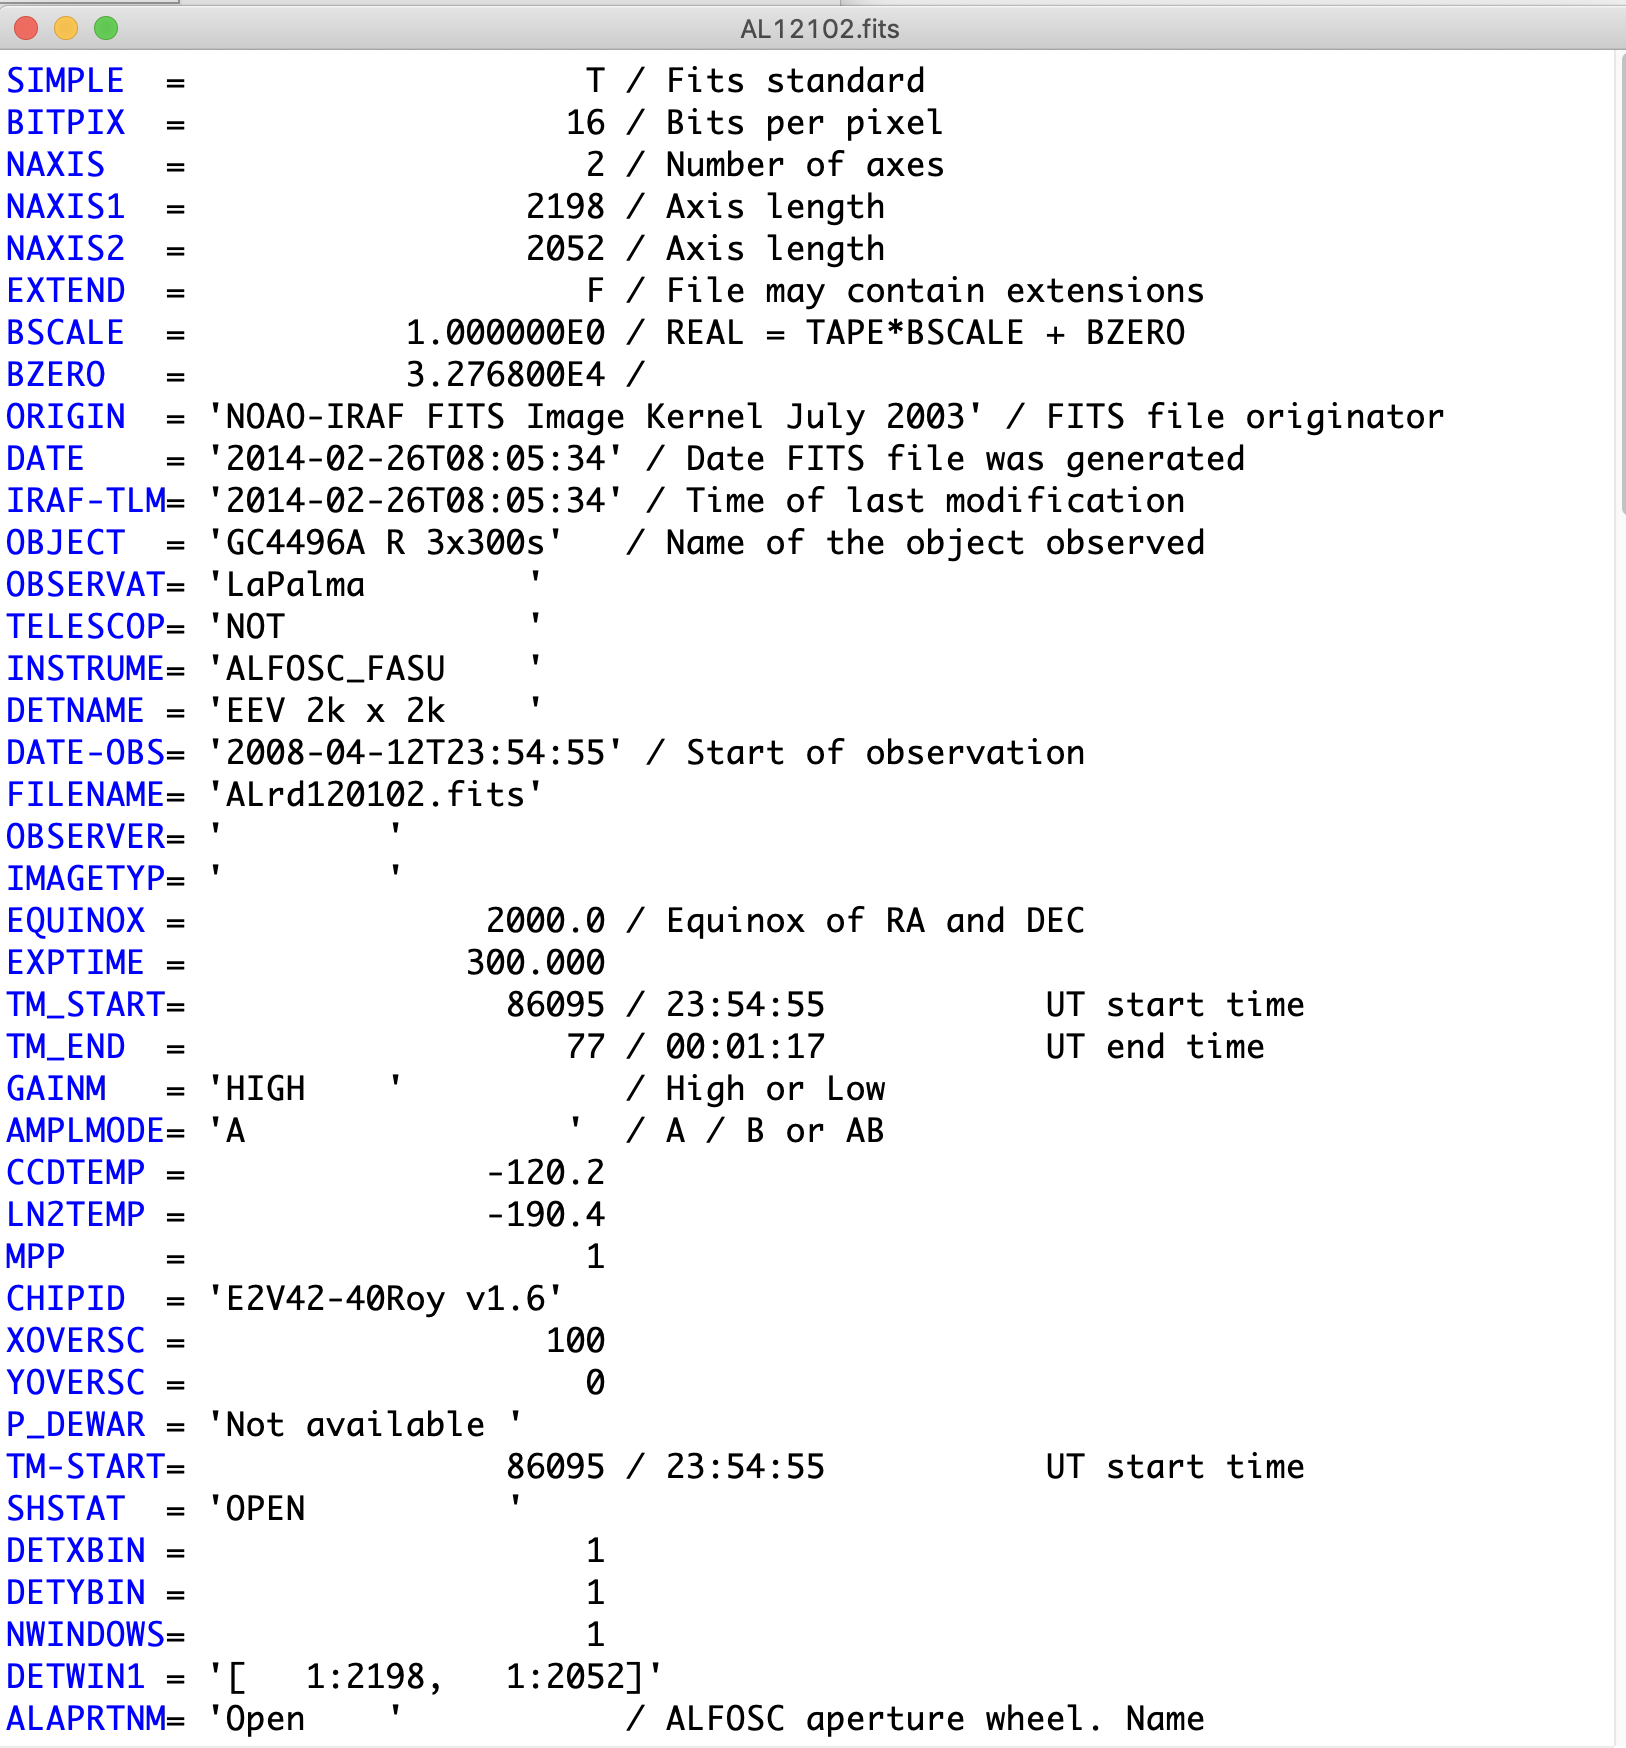 AL12102.fits
SIMPLE  =                    T / Fits standard
BITPIX  =                   16 / Bits per pixel
NAXIS   =                    2 / Number of axes
NAXIS1  =                 2198 / Axis length
NAXIS2  =                 2052 / Axis length
EXTEND  =                    F / File may contain extensions
BSCALE  =           1.000000E0 / REAL = TAPE*BSCALE + BZERO
BZERO   =           3.276800E4 /
ORIGIN  = 'NOAO-IRAF FITS Image Kernel July 2003' / FITS file originator
DATE    = '2014-02-26T08:05:34' / Date FITS file was generated
IRAF-TLM= '2014-02-26T08:05:34' / Time of last modification
OBJECT  = 'GC4496A R 3x300s'   / Name of the object observed
OBSERVAT= 'LaPalma        '
TELESCOP= 'NOT            '
INSTRUME= 'ALFOSC_FASU    '
DETNAME = 'EEV 2k x 2k    '
DATE-OBS= '2008-04-12T23:54:55' / Start of observation
FILENAME= 'ALrd120102.fits'
OBSERVER= '        '
IMAGETYP= '        '
EQUINOX =               2000.0 / Equinox of RA and DEC
EXPTIME =              300.000
TM_START=                86095 / 23:54:55           UT start time
TM_END  =                   77 / 00:01:17           UT end time
GAINM   = 'HIGH    '           / High or Low
AMPLMODE= 'A                '  / A / B or AB
CCDTEMP =               -120.2
LN2TEMP =               -190.4
MPP     =                    1
CHIPID  = 'E2V42-40Roy v1.6'
XOVERSC =                  100
YOVERSC =                    0
P_DEWAR = 'Not available '
TM-START=                86095 / 23:54:55           UT start time
SHSTAT  = 'OPEN          '
DETXBIN =                    1
DETYBIN =                    1
NWINDOWS=                    1
DETWIN1 = '[   1:2198,   1:2052]'
ALAPRTNM= 'Open    '           / ALFOSC aperture wheel. Name